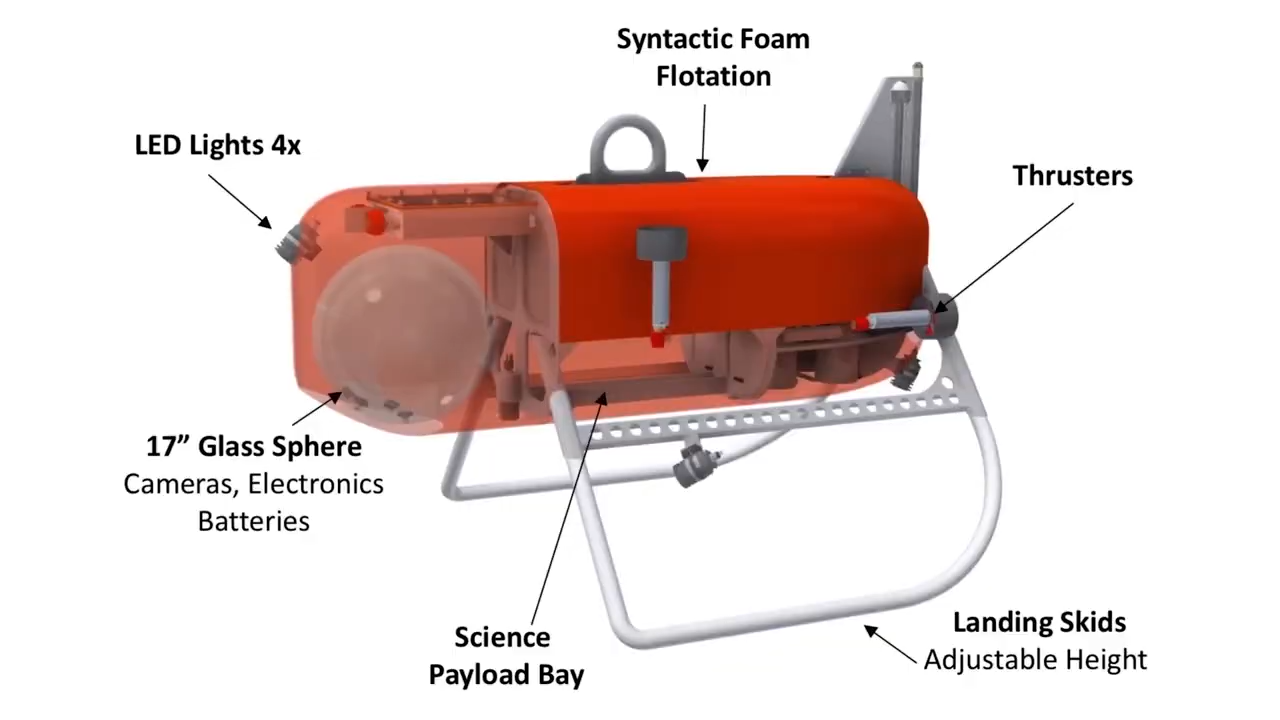 Syntactic Foam
Flotation
LED Lights 4x
Thrusters
17” Glass Sphere
Cameras, Electronics
Batteries
Science
Payload Bay
Landing Skids
Adjustable Height